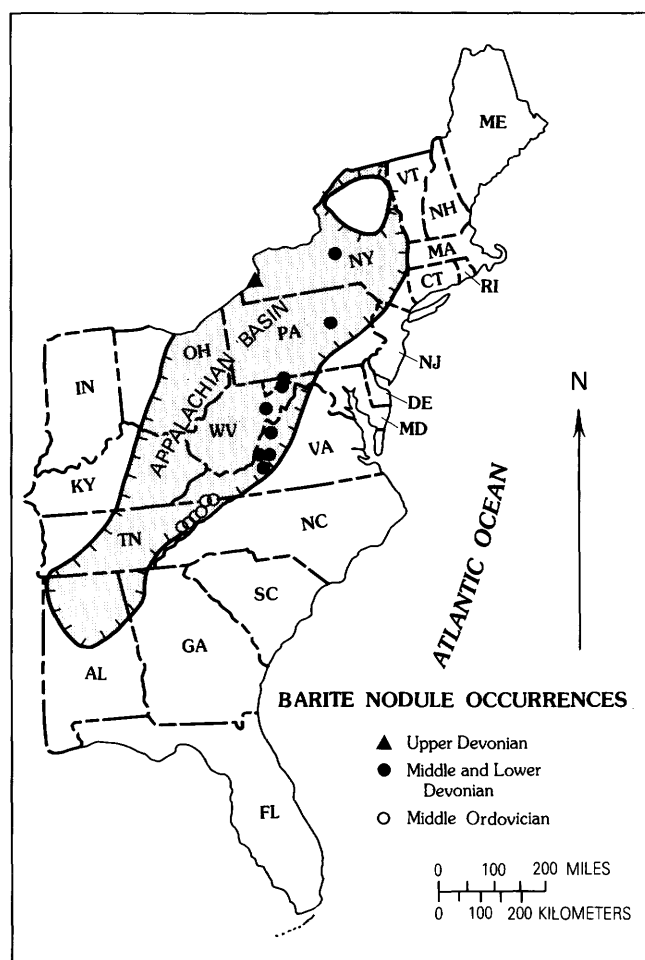 ME
VT
NH
NY
MA
CT
RI
PA
OH
NJ
IN
APPALACHIAN BASIN
DE
MD
WV
VA
KY
N
TN
NC
SC
ATLANTIC OCEAN
GA
AL
FL
BARITE NODULE OCCURRENCES
Upper Devonian
Middle and Lower
Devonian
Middle Ordovician
0 100 200 MILES
0 100 200 KILOMETERS